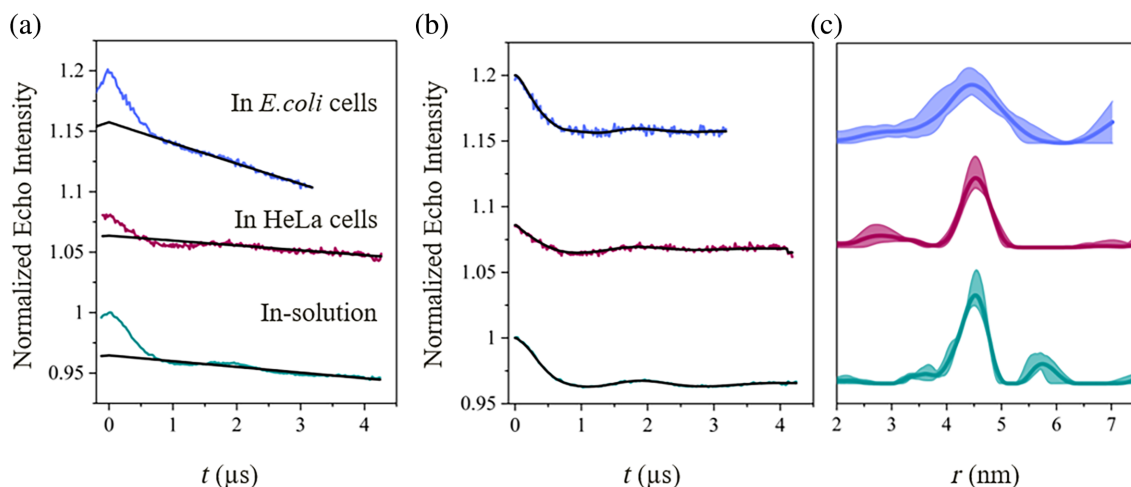 (a)
(b)
(c)
Normalized Echo Intensity
1.2
1.15
1.1
1.05
1
0.95
In E.coli cells
In HeLa cells
In-solution
0
1
2
3
4
t (µs)
Normalized Echo Intensity
1.2
1.15
1.1
1.05
1
0.95
0
1
2
3
4
t (µs)
2
3
4
5
6
7
r (nm)